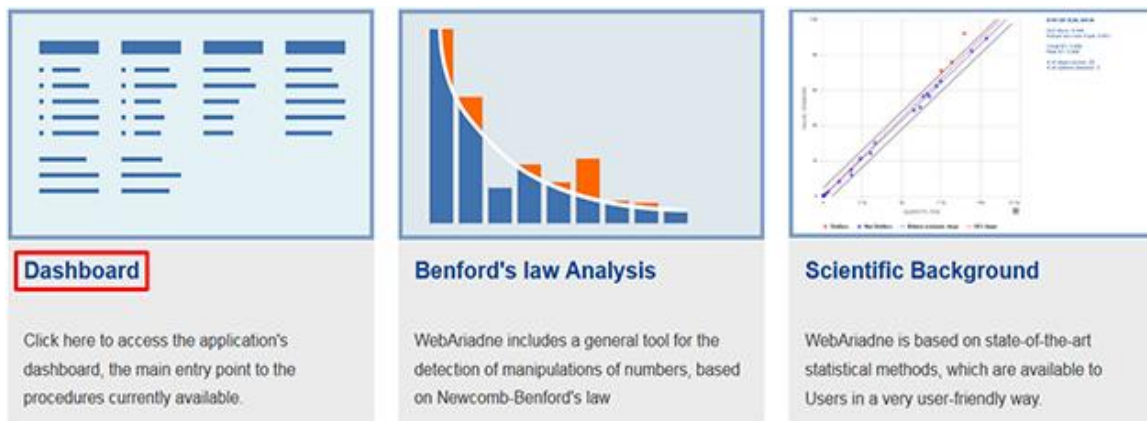 Dashboard
Click here to access the application's
dashboard, the main entry point to the
procedures currently available.
Benford's law Analysis
WebAriadne includes a general tool for the
detection of manipulations of numbers, based
on Newcomb-Benford's law
Scientific Background
WebAriadne is based on state-of-the-art
statistical methods, which are available to
Users in a very user-friendly way.